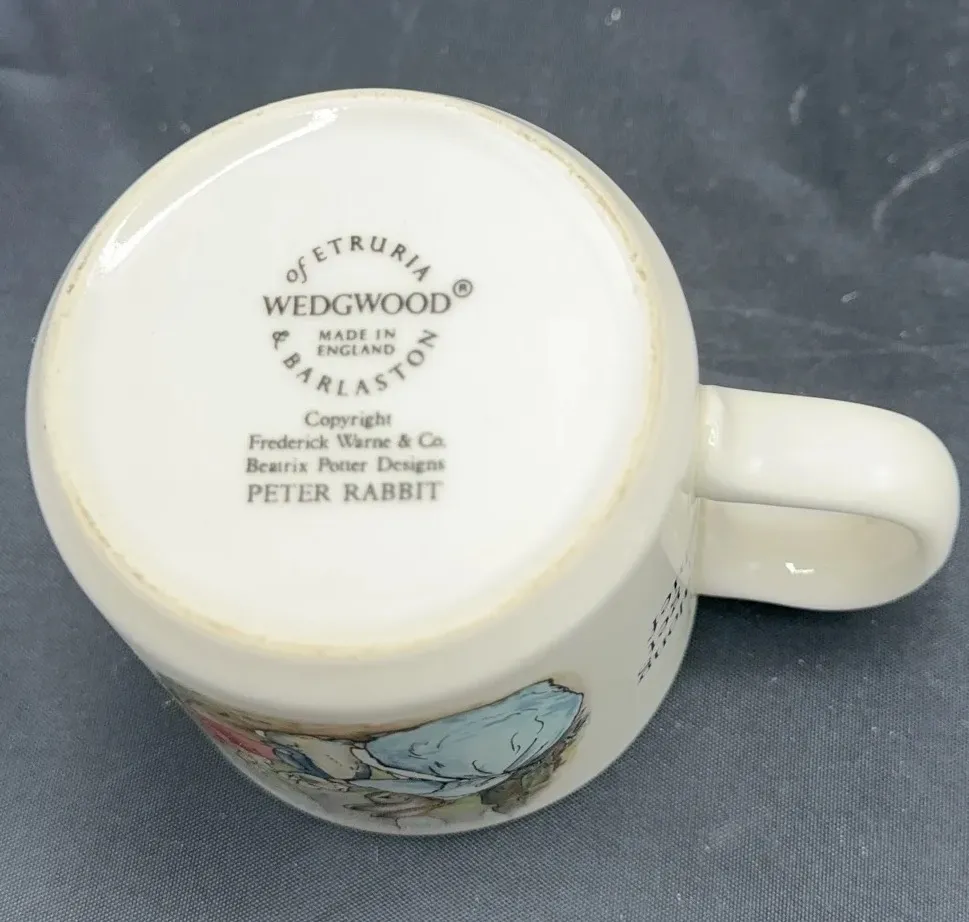 of ETRURIA
WEDGWOOD®
MADE IN
ENGLAND
& BARLASTON
Copyright
Frederick Warne & Co.
Beatrix Potter Designs
PETER RABBIT